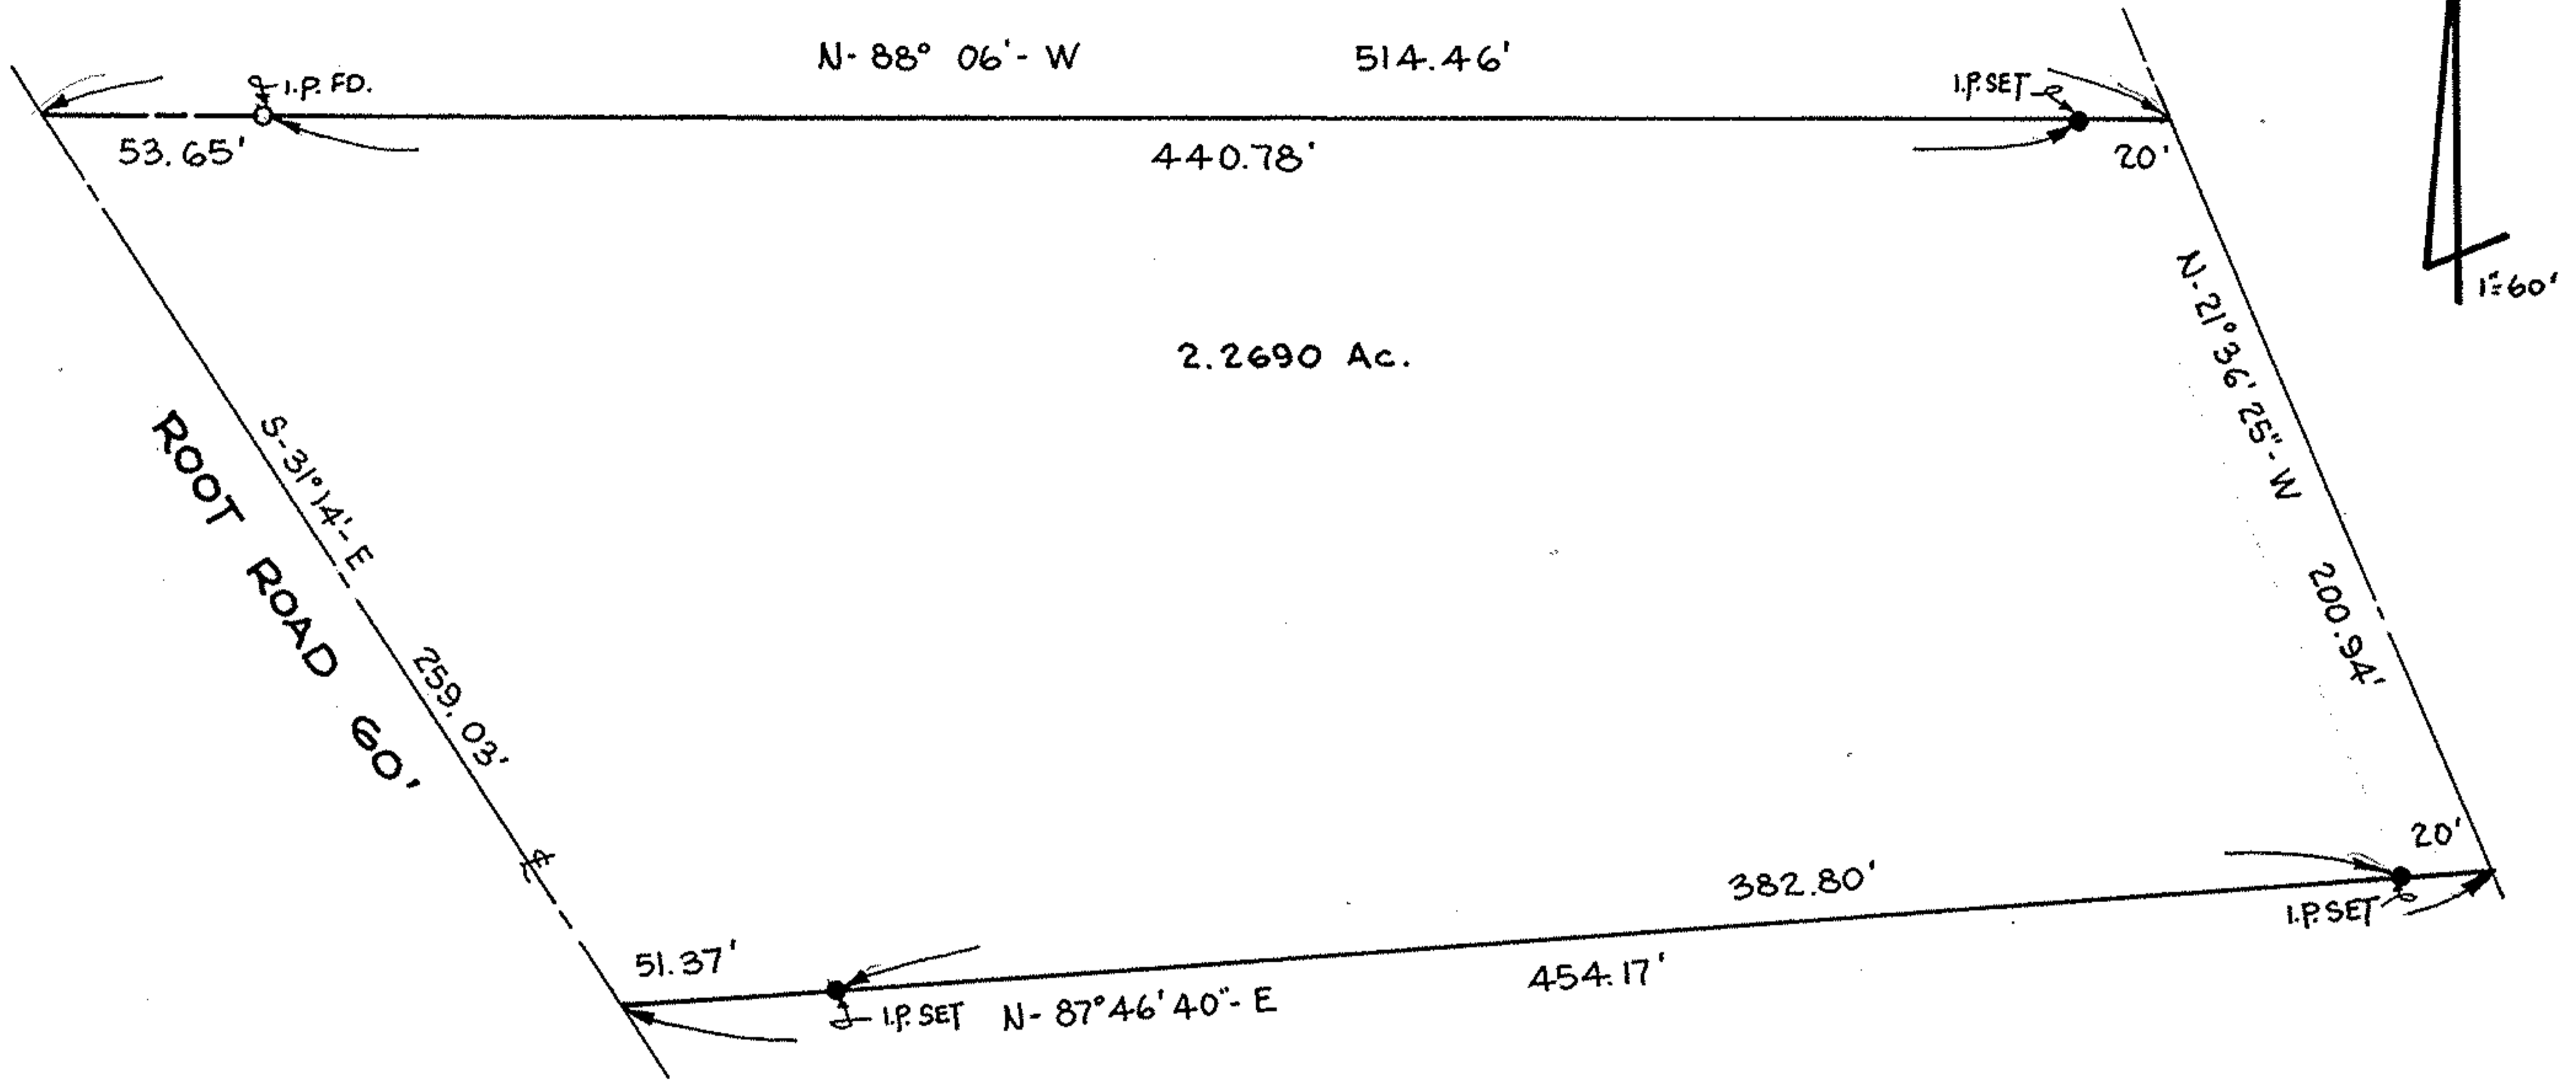 N- 88° 06'- W 514.46'
I.P. FD.
I.P. SET
53.65'
440.78'
20'
1"=60'
N-21°36' 25"-W 200.94'
2.2690 Ac.
S-31°14'-E 259.03'
ROOT ROAD 60'
20'
382.80'
I.P. SET
51.37'
454.17'
I.P. SET N- 87°46'40"- E